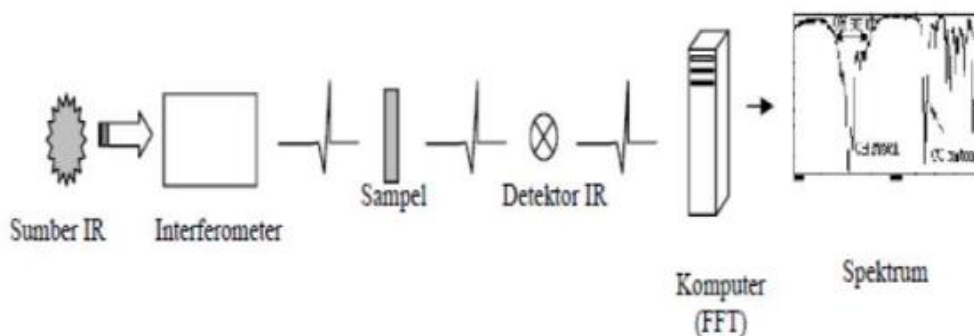 Sumber IR
Interferometer
Sampel
Detektor IR
Komputer
(FFT)
Spektrum